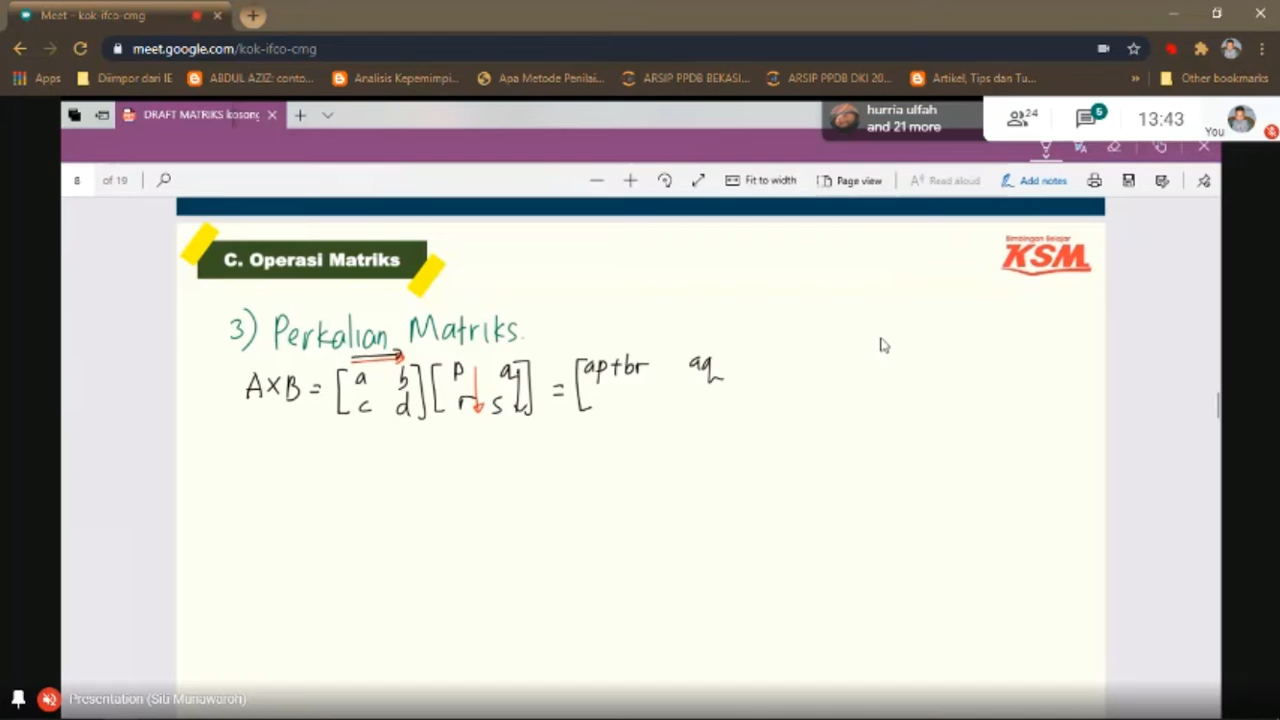 Meet – kok-ifco-cmg
meet.google.com/kok-ifco-cmg
Apps Diimpor dari IE ABDUL AZIZ: conto... Analisis Kepemimpi... Apa Metode Penilai... ARSIP PPDB BEKASI... ARSIP PPDB DKI 20... Artikel, Tips dan Tu... » Other bookmarks
DRAFT MATRIKS kosong
hurria ulfah
and 21 more
24
5
13:43
You
8 of 19 Fit to width Page view Read aloud Add notes
C. Operasi Matriks
Bimbingan Belajar
KSM
3) Perkalian Matriks.
A×B = [a b] [p q] = [ap+br aq
[c d] [r s]
Presentation (Siti Munawaroh)